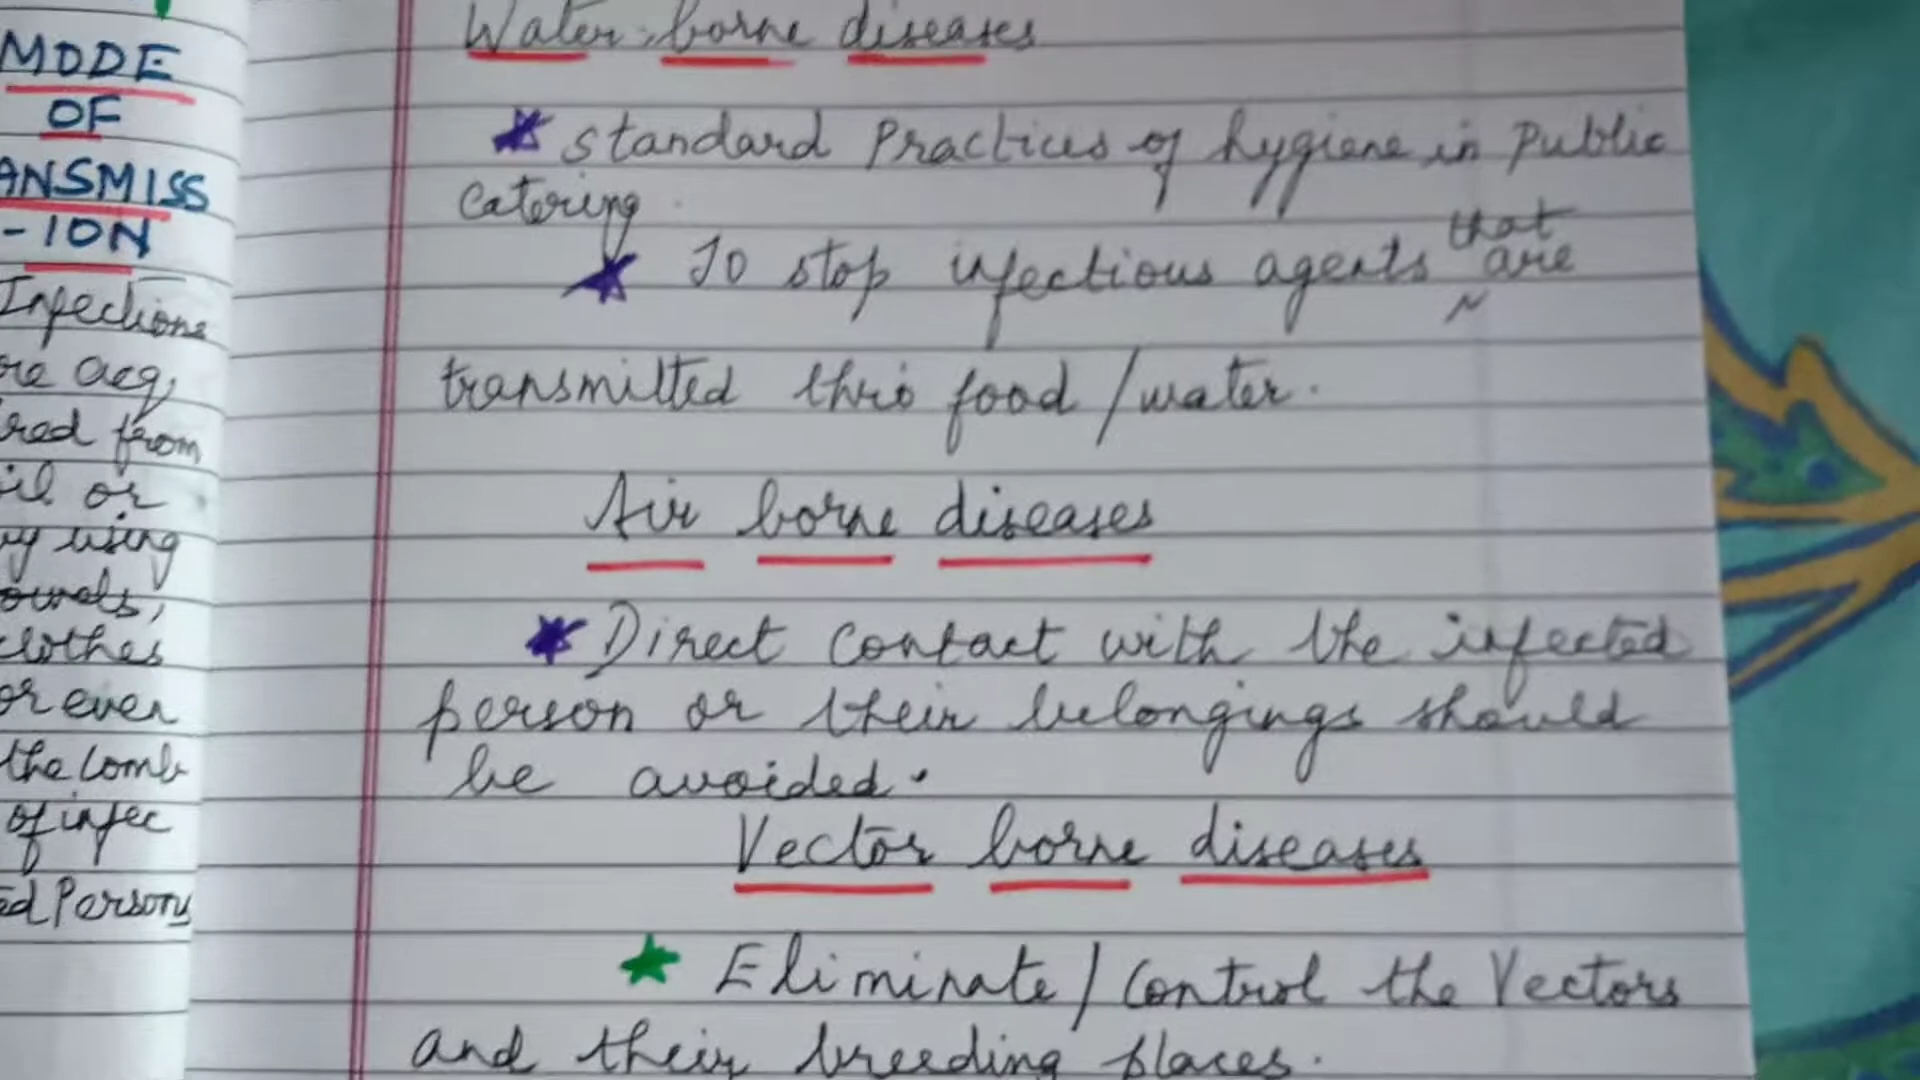 MODE
OF
ANSMISS
-ION
Infections
re acq,
red from
il or
by using
clothes
or even
the comb
of infec
ed Persons
Water-borne diseases
standard Practices of hygiene in Public
Catering
To stop infectious agents that are
transmitted thro food/water.
Air borne diseases
Direct contact with the infected
person or their belongings should
be avoided.
Vector borne diseases
Eliminate/Control the Vectors
and their breeding places.